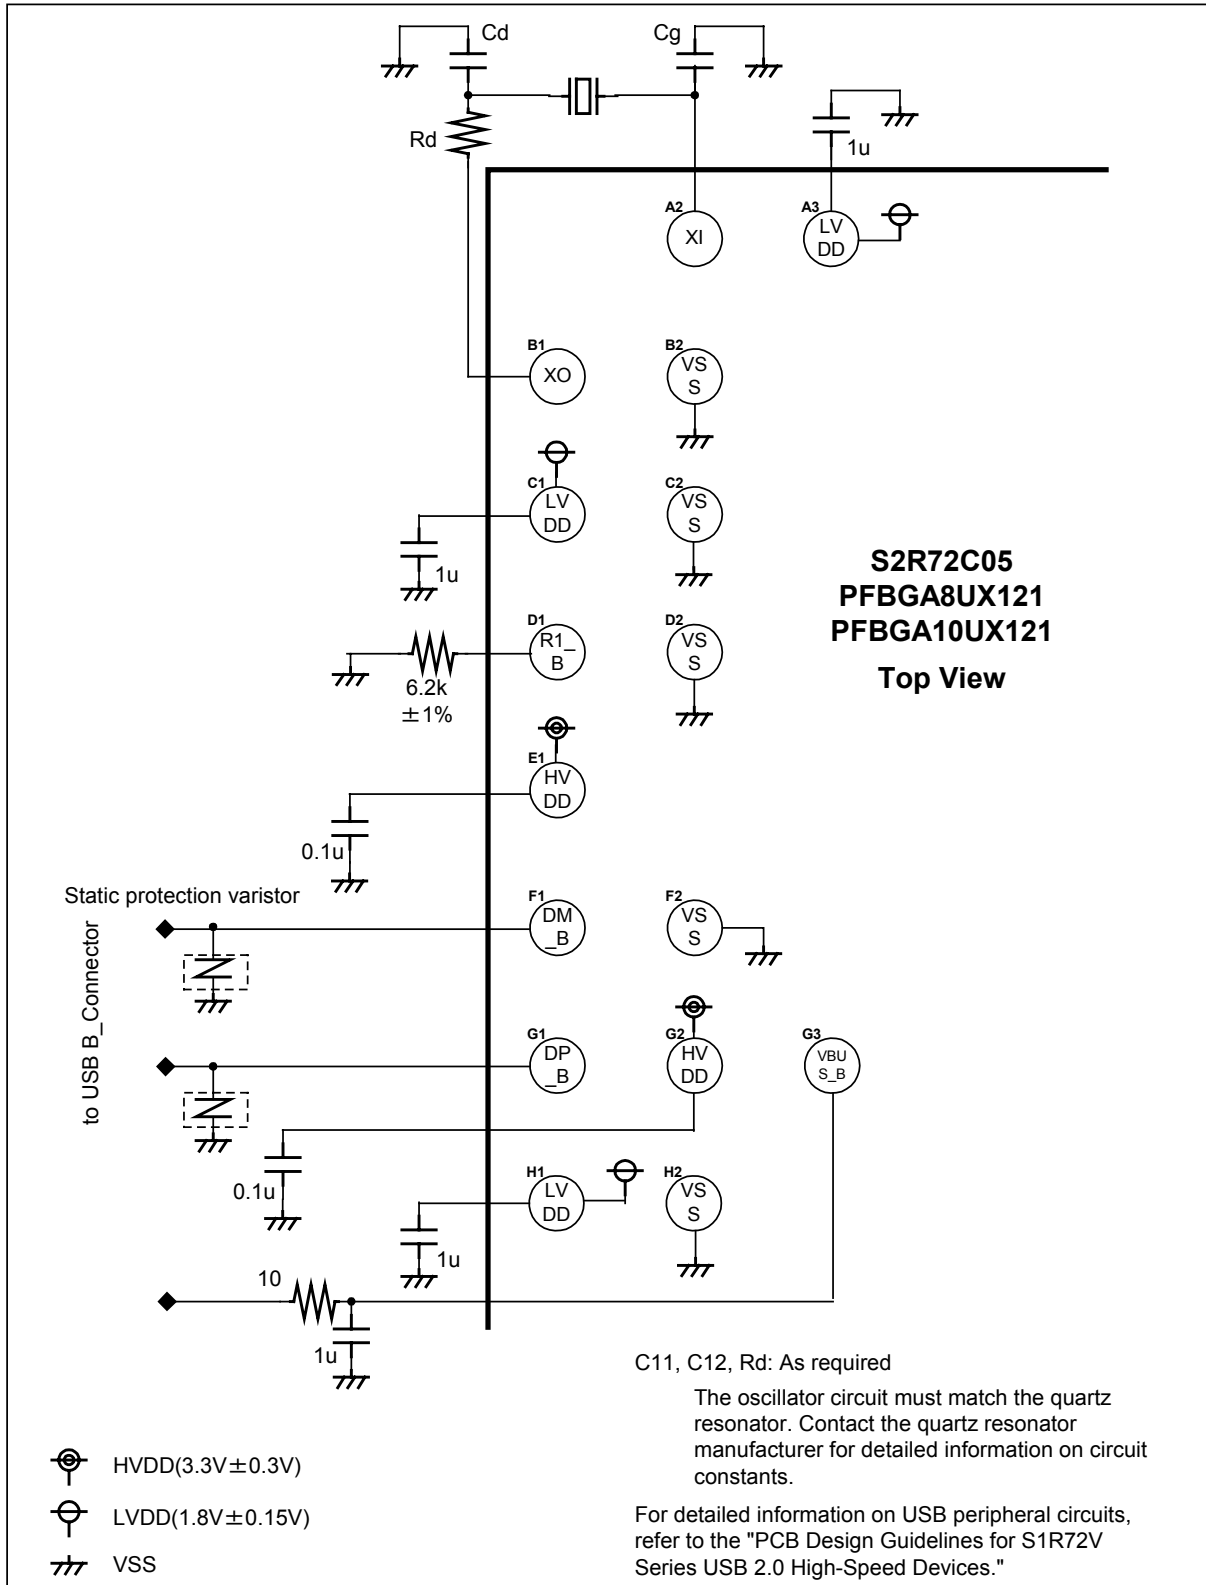 Cd
Cg
Rd
1u
A2
XI
A3
LV
DD
B1
XO
B2
VS
S
C1
LV
DD
C2
VS
S
1u
S2R72C05
PFBGA8UX121
PFBGA10UX121
Top View
D1
R1_
B
D2
VS
S
6.2k
±1%
E1
HV
DD
0.1u
Static protection varistor
to USB B_Connector
F1
DM
_B
F2
VS
S
G1
DP
_B
G2
HV
DD
G3
VBU
S_B
0.1u
H1
LV
DD
H2
VS
S
1u
10
1u
C11, C12, Rd: As required
The oscillator circuit must match the quartz
resonator. Contact the quartz resonator
manufacturer for detailed information on circuit
constants.
For detailed information on USB peripheral circuits,
refer to the "PCB Design Guidelines for S1R72V
Series USB 2.0 High-Speed Devices."
HVDD(3.3V±0.3V)
LVDD(1.8V±0.15V)
VSS